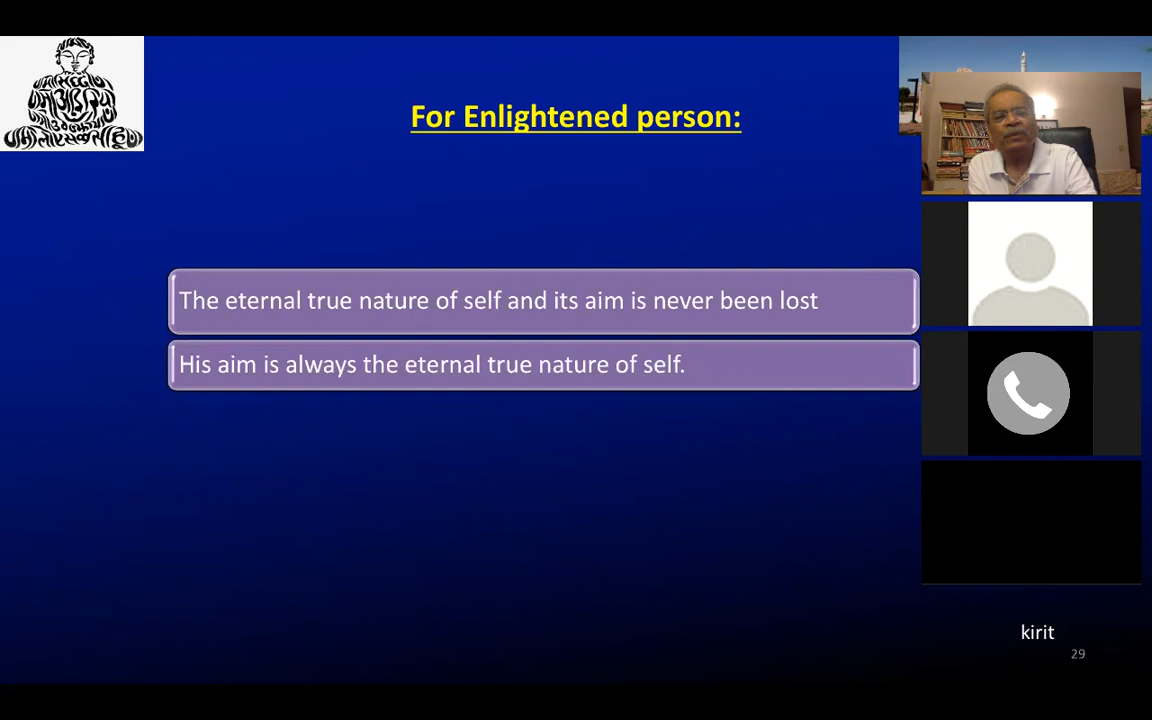 For Enlightened person:
The eternal true nature of self and its aim is never been lost
His aim is always the eternal true nature of self.
kirit
29